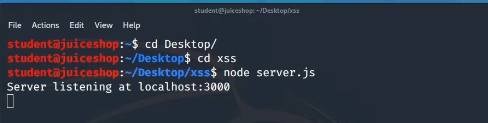 student@juiceshop:~/Desktop/xss
File Actions Edit View Help
student@juiceshop:~$ cd Desktop/
student@juiceshop:~/Desktop$ cd xss
student@juiceshop:~/Desktop/xss$ node server.js
Server listening at localhost:3000